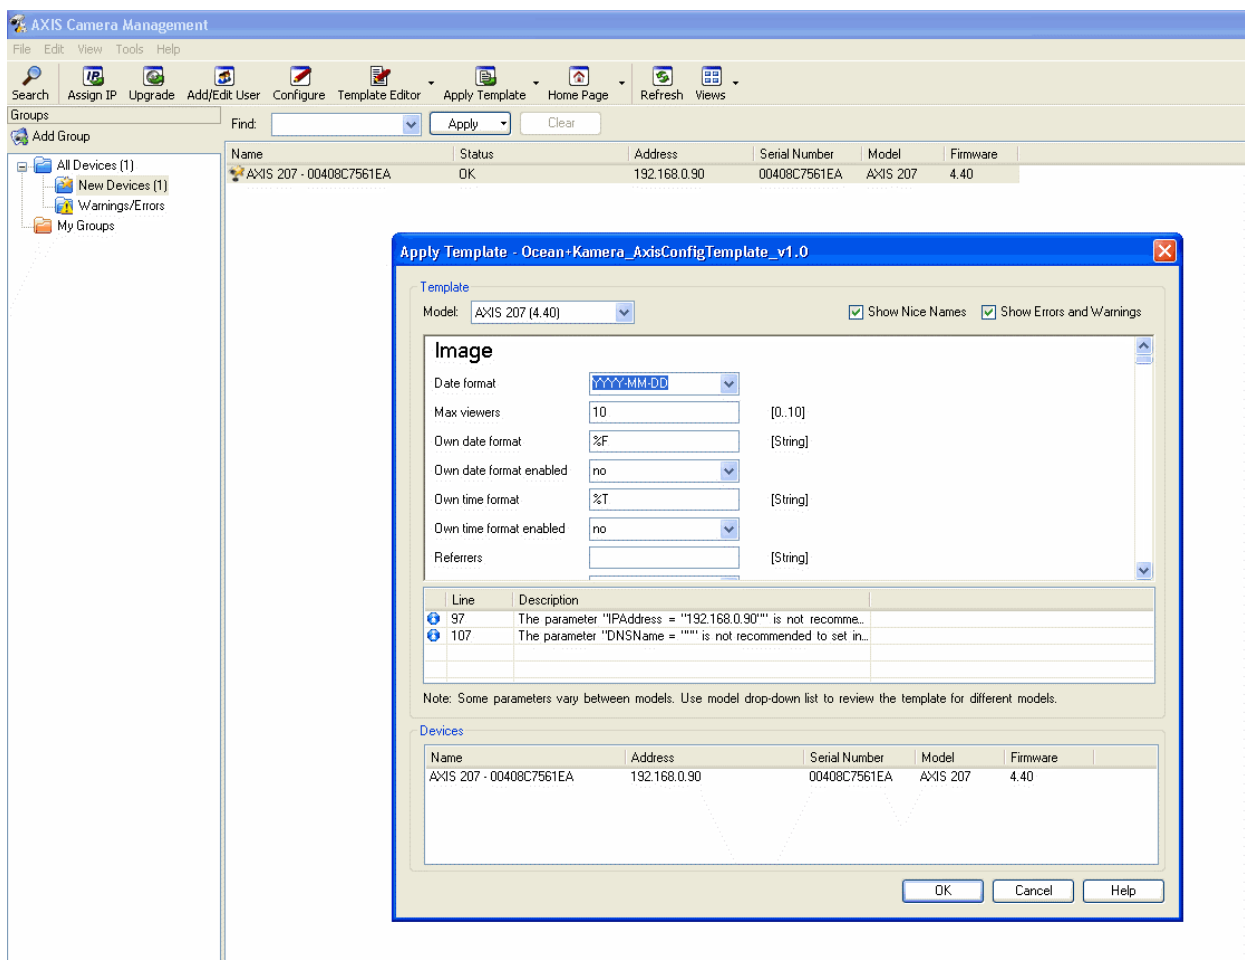 AXIS Camera Management
File Edit View Tools Help
Search Assign IP Upgrade Add/Edit User Configure Template Editor Apply Template Home Page Refresh Views
Groups
Add Group
Find: Apply Clear
All Devices (1)
New Devices (1)
Warnings/Errors
My Groups
Name Status Address Serial Number Model Firmware
AXIS 207 - 00408C7561EA OK 192.168.0.90 00408C7561EA AXIS 207 4.40
Apply Template - Ocean+Kamera_AxisConfigTemplate_v1.0
Template
Model: AXIS 207 (4.40) Show Nice Names Show Errors and Warnings
Image
Date format YYYY-MM-DD
Max viewers 10 [0..10]
Own date format %F [String]
Own date format enabled no
Own time format %T [String]
Own time format enabled no
Referrers [String]
Line Description
97 The parameter "IPAddress = "192.168.0.90"" is not recomme...
107 The parameter "DNSName = """ is not recommended to set in...
Note: Some parameters vary between models. Use model drop-down list to review the template for different models.
Devices
Name Address Serial Number Model Firmware
AXIS 207 - 00408C7561EA 192.168.0.90 00408C7561EA AXIS 207 4.40
OK Cancel Help